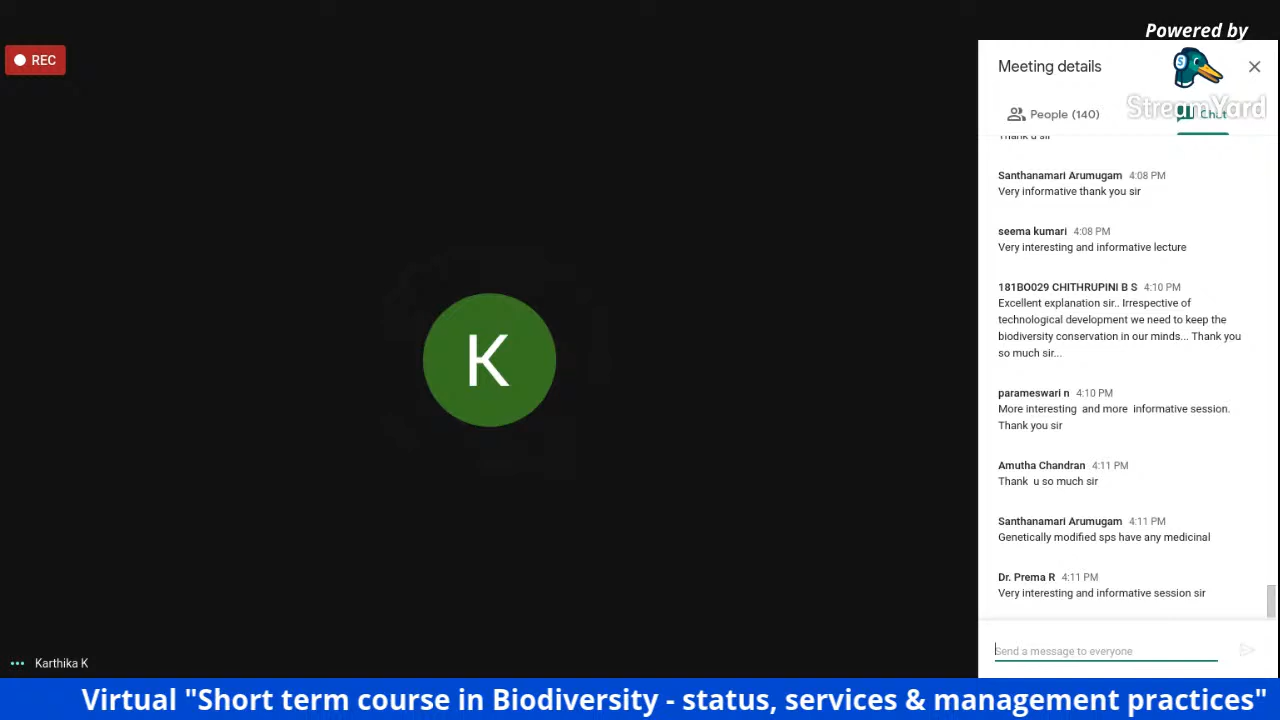 Powered by
REC
Meeting details
S
StreamYard
People (140)
Chat
Thank u sir
Santhanamari Arumugam 4:08 PM
Very informative thank you sir
seema kumari 4:08 PM
Very interesting and informative lecture
181BO029 CHITHRUPINI B S 4:10 PM
Excellent explanation sir.. Irrespective of
technological development we need to keep the
biodiversity conservation in our minds... Thank you
so much sir...
parameswari n 4:10 PM
More interesting and more informative session.
Thank you sir
Amutha Chandran 4:11 PM
Thank u so much sir
Santhanamari Arumugam 4:11 PM
Genetically modified sps have any medicinal
Dr. Prema R 4:11 PM
Very interesting and informative session sir
Send a message to everyone
K
Karthika K
Virtual "Short term course in Biodiversity - status, services & management practices"